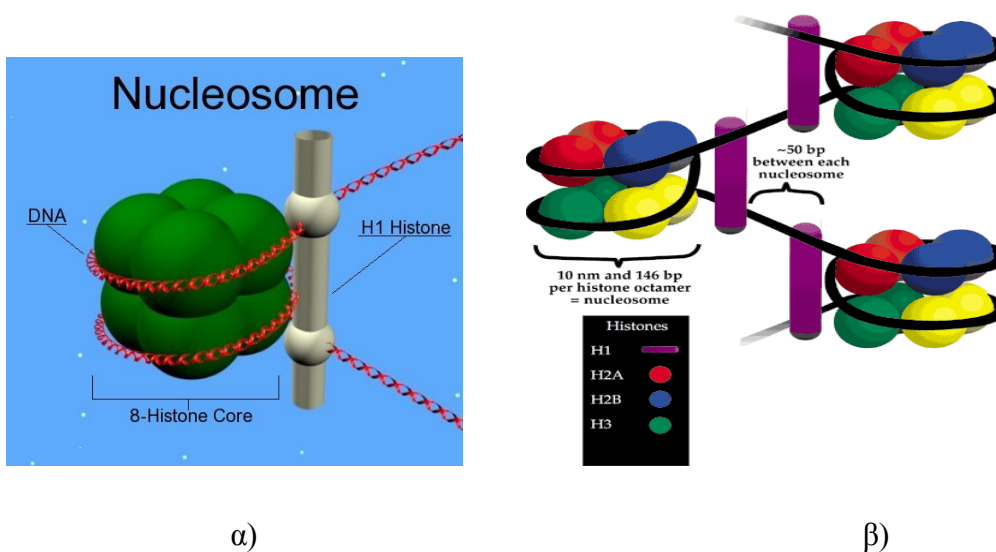 Nucleosome
DNA
H1 Histone
8-Histone Core
~50 bp
between each
nucleosome
10 nm and 146 bp
per histone octamer
= nucleosome
Histones
H1
H2A
H2B
H3
α)
β)